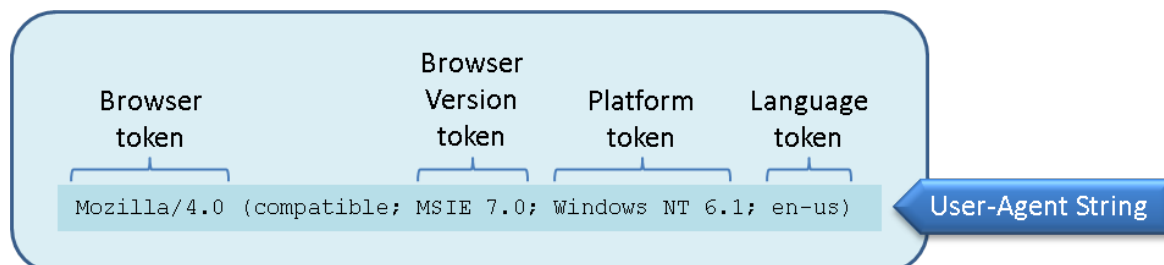 Browser
token
Browser
Version
token
Platform
token
Language
token
Mozilla/4.0 (compatible; MSIE 7.0; Windows NT 6.1; en-us)
User-Agent String